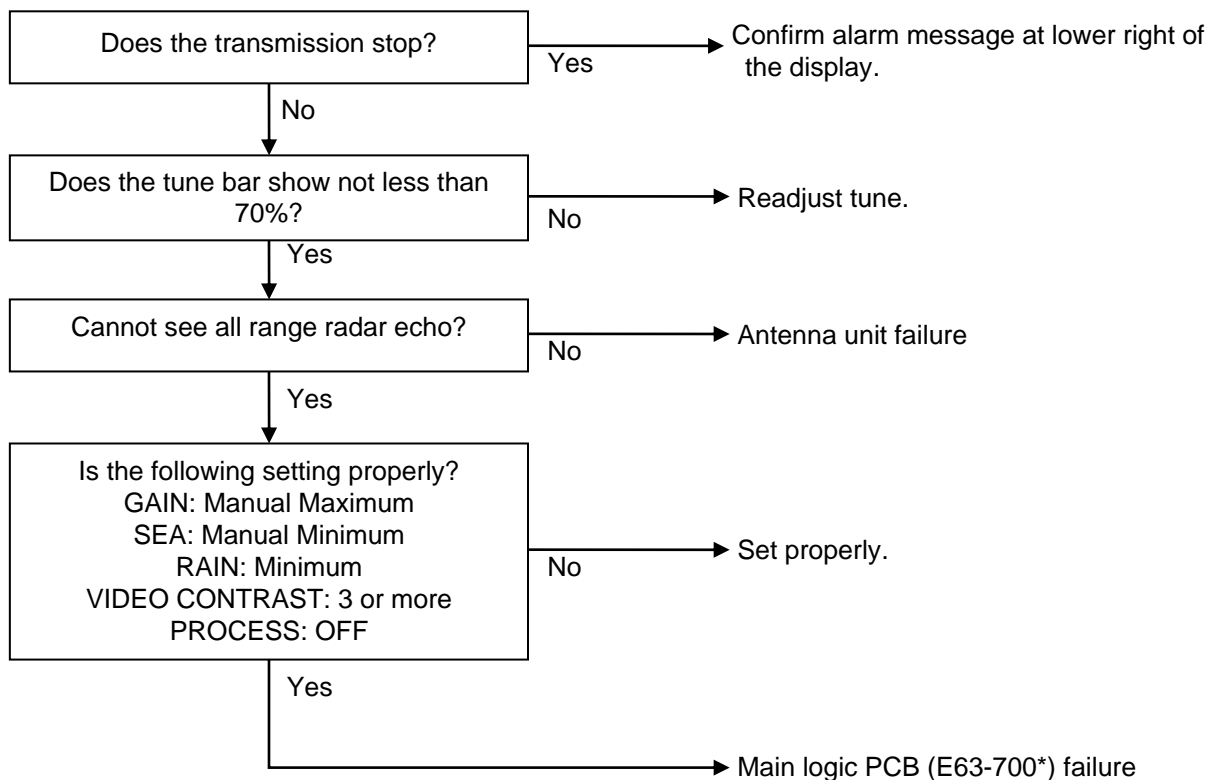 Does the transmission stop?
Yes
Confirm alarm message at lower right of
the display.
No
Does the tune bar show not less than
70%?
No
Readjust tune.
Yes
Cannot see all range radar echo?
No
Antenna unit failure
Yes
Is the following setting properly?
GAIN: Manual Maximum
SEA: Manual Minimum
RAIN: Minimum
VIDEO CONTRAST: 3 or more
PROCESS: OFF
No
Set properly.
Yes
Main logic PCB (E63-700*) failure